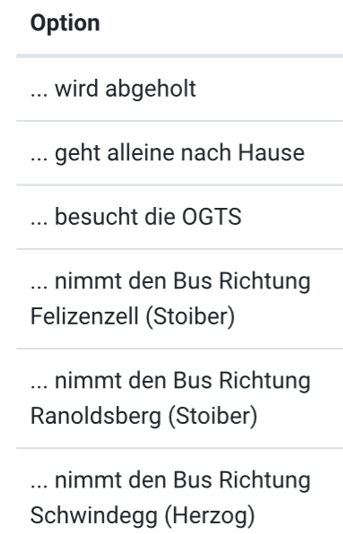 Option
... wird abgeholt
... geht alleine nach Hause
... besucht die OGTS
... nimmt den Bus Richtung
Felizenzell (Stoiber)
... nimmt den Bus Richtung
Ranoldsberg (Stoiber)
... nimmt den Bus Richtung
Schwindegg (Herzog)